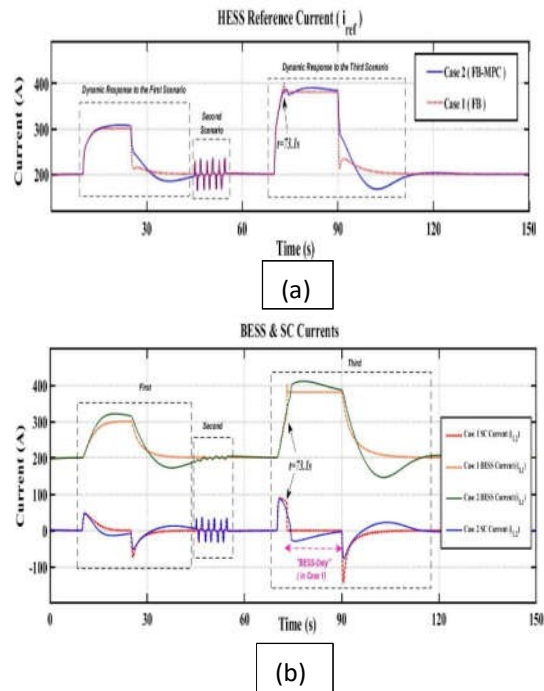 HESS Reference Current ( i_ref )
Dynamic Response to the First Scenario
Second Scenario
Dynamic Response to the Third Scenario
Case 2 ( FB-MPC )
Case 1 ( FB )
t=73.1s
Current (A)
400
300
200
30
60
90
120
150
Time (s)
(a)
BESS & SC Currents
First
Second
Third
Case 1 SC Current
Case 1 BESS Current
Case 2 BESS Current
Case 2 SC Current
t=73.1s
"BESS-Only"
( in Case 1)
Current (A)
400
300
200
100
0
-100
0
30
60
90
120
150
Time (s)
(b)